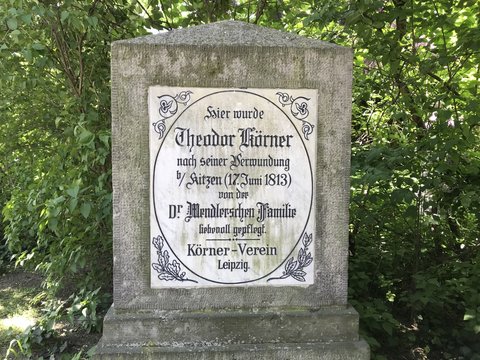 Hier wurde
Theodor Körner
nach seiner Verwundung
b/Kitzen (17. Juni 1813)
von der
Dr Mendlerschen Familie
liebevoll gepflegt.
Körner-Verein
Leipzig.